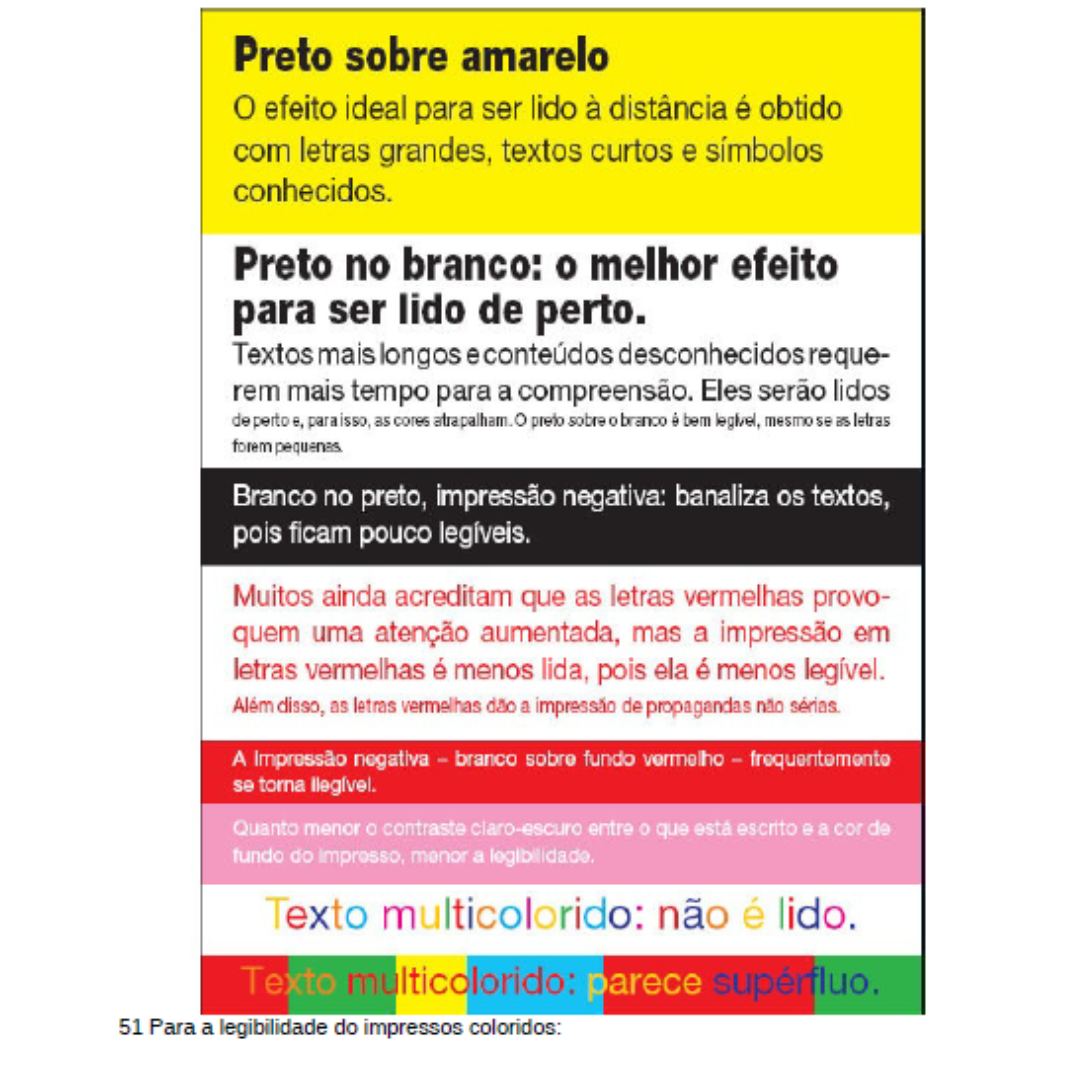 Preto sobre amarelo
O efeito ideal para ser lido à distância é obtido
com letras grandes, textos curtos e símbolos
conhecidos.
Preto no branco: o melhor efeito
para ser lido de perto.
Textos mais longos e conteúdos desconhecidos reque-
rem mais tempo para a compreensão. Eles serão lidos
de perto e, para isso, as cores atrapalham. O preto sobre o branco é bem legível, mesmo se as letras
forem pequenas.
Branco no preto, impressão negativa: banaliza os textos,
pois ficam pouco legíveis.
Muitos ainda acreditam que as letras vermelhas provo-
quem uma atenção aumentada, mas a impressão em
letras vermelhas é menos lida, pois ela é menos legível.
Além disso, as letras vermelhas dão a impressão de propagandas não sérias.
A impressão negativa – branco sobre fundo vermelho – frequentemente
se torna ilegível.
Quanto menor o contraste claro-escuro entre o que está escrito e a cor de
fundo do impresso, menor a legibilidade.
Texto multicolorido: não é lido.
Texto multicolorido: parece supérfluo.
51 Para a legibilidade do impressos coloridos: